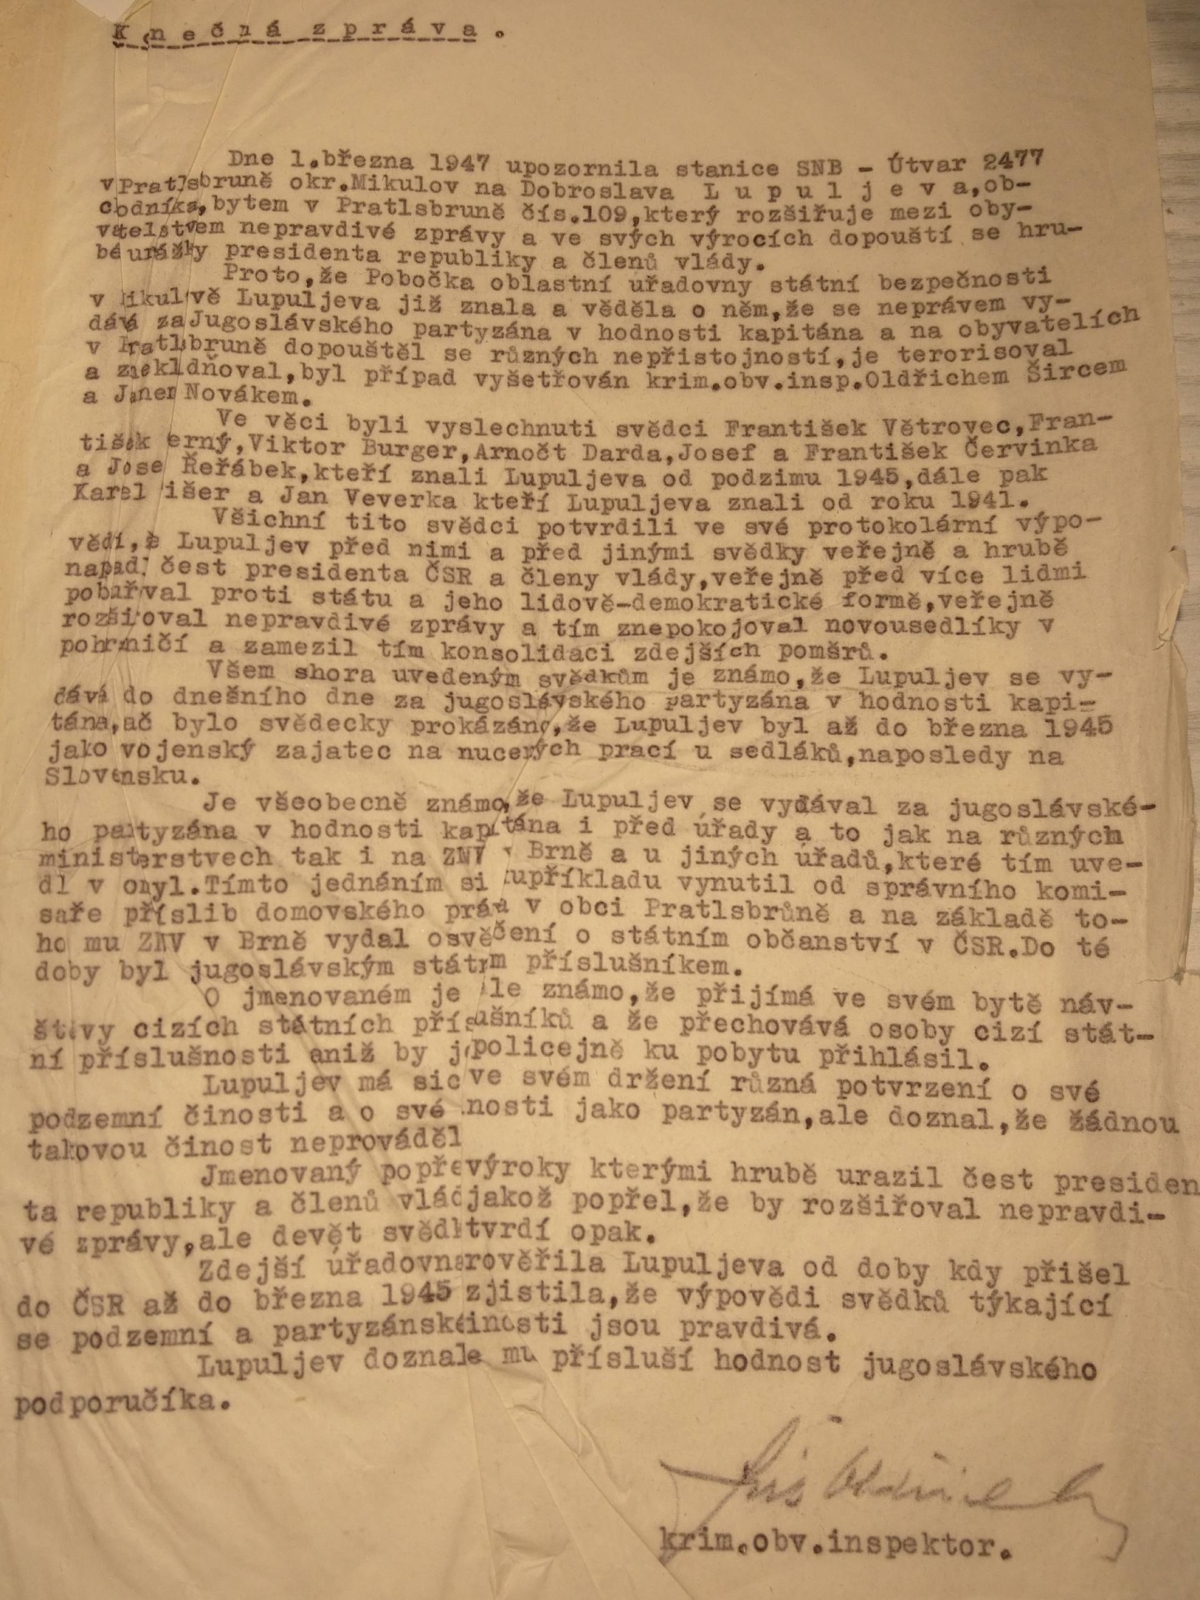 K nečná zpráva.
Dne 1.března 1947 upozornila stanice SNB - Útvar 2477
v Pratlsbruně okr.Mikulov na Dobroslava L u p u l j e v a,ob-
chodníka,bytem v Pratlsbruně čís.109,který rozšiřuje mezi oby-
vatelstvem nepravdivé zprávy a ve svých výrocích dopouští se hru-
bé urážky presidenta republiky a členů vlády.
Proto,že Pobočka oblastní úřadovny státní bezpečnosti
v Mikulově Lupuljeva již znala a věděla o něm,že se neprávem vy-
dává za Jugoslávského partyzána v hodnosti kapitána a na obyvatelích
v Pratlsbruně dopouštěl se různých nepřístojností,je terorisoval
a znekldňoval,byl případ vyšetřován krim.obv.insp.Oldřichem Šircem
a Janem Novákem.
Ve věci byli vyslechnuti svědci František Větrovec,Fran-
tišek erný,Viktor Burger,Arnočt Darda,Josef a František Červinka
a Jose Řeřábek,kteří znali Lupuljeva od podzimu 1945,dále pak
Karel išer a Jan Veverka kteří Lupuljeva znali od roku 1941.
Všichní tito svědci potvrdili ve své protokolární výpo-
vědi,že Lupuljev před nimi a před jinými svědky veřejně a hrubě
napadl čest presidenta ČSR a členy vlády,veřejně před více lidmi
pobařval proti státu a jeho lidově-demokratické formě,veřejně
rozšiřoval nepravdivé zprávy a tím znepokojoval novousedlíky v
pohraničí a zamezil tím konsolidaci zdejších pomšrů.
Všem shora uvedeným svědkům je známo,že Lupuljev se vy-
dává do dnešního dne za jugoslávského partyzána v hodnosti kapi-
tána,ač bylo svědecky prokázáno,že Lupuljev byl až do března 1945
jako vojenský zajatec na nucených prací u sedláků,naposledy na
Slovensku.
Je všeobecně známo,že Lupuljev se vydával za jugoslávské-
ho partyzána v hodnosti kapitána i před úřady a to jak na různých
ministerstvech tak i na ZNV v Brně a u jiných úřadů,které tím uve-
dl v omyl.Tímto jednáním si například vynutil od správního komi-
saře příslib domovského práva v obci Pratlsbrůně a na základě to-
ho mu ZNV v Brně vydal osvěčení o státním občanství v ČSR.Do té
doby byl jugoslávským státním příslušníkem.
O jmenovaném je ále známo,že přijímá ve svém bytě náv-
štěvy cizích státních příslušníků a že přechovává osoby cizí stát-
ní příslušnosti aniž by je policejně ku pobytu přihlásil.
Lupuljev má sice ve svém držení různá potvrzení o své
podzemní činosti a o své nosti jako partyzán,ale doznal,že žádnou
takovou činost neprováděl
Jmenovaný popřel výroky kterými hrubě urazil čest presiden
ta republiky a členů vlády jakož popřel,že by rozšiřoval nepravdi-
vé zprávy,ale devět svědků tvrdí opak.
Zdejší úřadovna prověřila Lupuljeva od doby kdy přišel
do ČSR až do března 1945 zjistila,že výpovědi svědků týkající
se podzemní a partyzánské činosti jsou pravdivá.
Lupuljev doznal že mu přísluší hodnost jugoslávského
podporučíka.
krim.obv.inspektor.